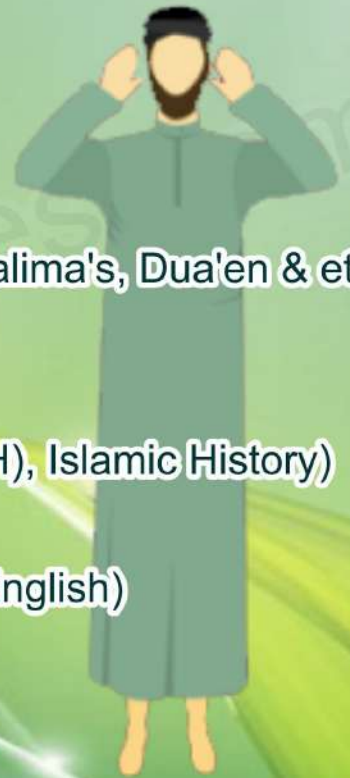 alima's, Dua'en & et
H), Islamic History)
nglish)